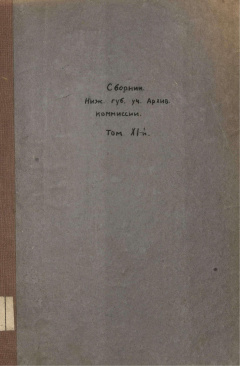 Сборник
Ниж. губ. уч. Архив.
коммиссии.
Том XI-й.